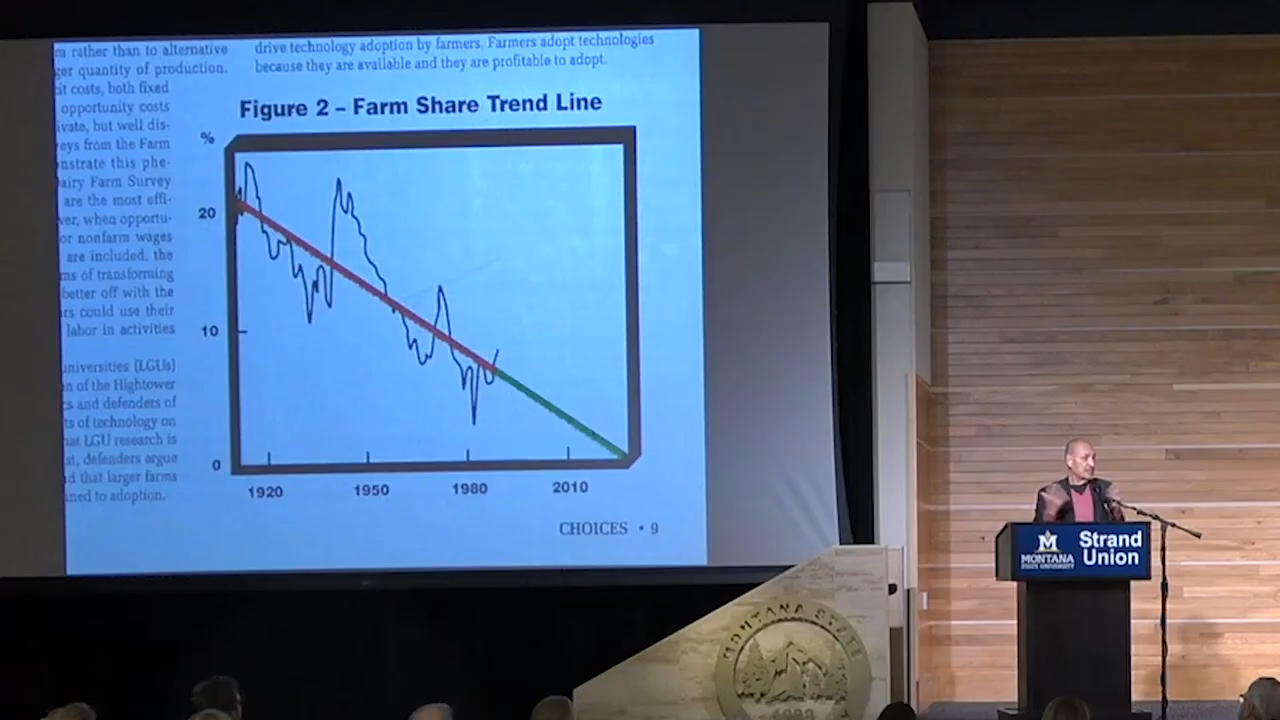 m rather than to alternative
ger quantity of production.
it costs, both fixed
opportunity costs
ivate, but well dis-
eys from the Farm
nstrate this phe-
airy Farm Survey
are the most effi-
ver, when opportu-
or nonfarm wages
are included, the
ms of transforming
better off with the
rs could use their
labor in activities
universities (LGUs)
n of the Hightower
cs and defenders of
ts of technology on
hat LGU research is
st, defenders argue
d that larger farms
ned to adoption.
drive technology adoption by farmers. Farmers adopt technologies
because they are available and they are profitable to adopt.
Figure 2 – Farm Share Trend Line
%
20
10
0
1920 1950 1980 2010
CHOICES • 9
M
MONTANA
STATE UNIVERSITY
Strand
Union
MONTANA STATE
1893